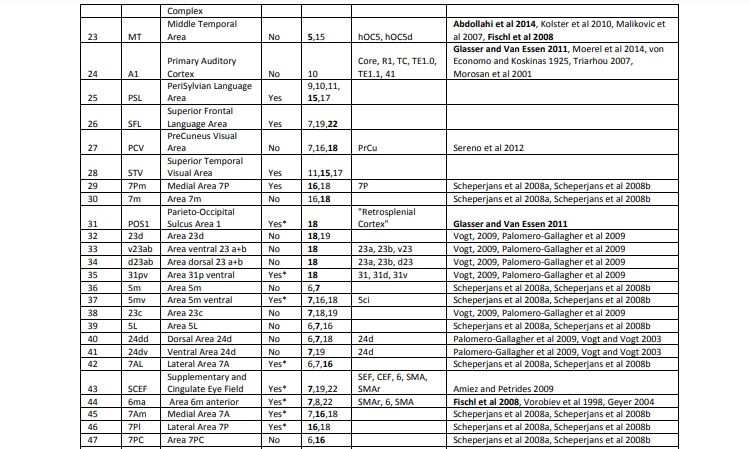 Complex
23 MT Middle Temporal Area No 5,15 hOC5, hOC5d Abdollahi et al 2014, Kolster et al 2010, Malikovic et al 2007, Fischl et al 2008
24 A1 Primary Auditory Cortex No 10 Core, R1, TC, TE1.0, TE1.1, 41 Glasser and Van Essen 2011, Moerel et al 2014, von Economo and Koskinas 1925, Triarhou 2007, Morosan et al 2001
25 PSL PeriSylvian Language Area Yes 9,10,11, 15,17
26 SFL Superior Frontal Language Area Yes 7,19,22
27 PCV PreCuneus Visual Area No 7,16,18 PrCu Sereno et al 2012
28 STV Superior Temporal Visual Area Yes 11,15,17
29 7Pm Medial Area 7P Yes 16,18 7P Scheperjans et al 2008a, Scheperjans et al 2008b
30 7m Area 7m No 16,18 Scheperjans et al 2008a, Scheperjans et al 2008b
31 POS1 Parieto-Occipital Sulcus Area 1 Yes* 18 "Retrosplenial Cortex" Glasser and Van Essen 2011
32 23d Area 23d No 18,19 Vogt, 2009, Palomero-Gallagher et al 2009
33 v23ab Area ventral 23 a+b No 18 23a, 23b, v23 Vogt, 2009, Palomero-Gallagher et al 2009
34 d23ab Area dorsal 23 a+b No 18 23a, 23b, d23 Vogt, 2009, Palomero-Gallagher et al 2009
35 31pv Area 31p ventral Yes* 18 31, 31d, 31v Vogt, 2009, Palomero-Gallagher et al 2009
36 5m Area 5m No 6,7 Scheperjans et al 2008a, Scheperjans et al 2008b
37 5mv Area 5m ventral Yes* 7,16,18 5ci Scheperjans et al 2008a, Scheperjans et al 2008b
38 23c Area 23c No 7,18,19 Vogt, 2009, Palomero-Gallagher et al 2009
39 5L Area 5L No 6,7,16 Scheperjans et al 2008a, Scheperjans et al 2008b
40 24dd Dorsal Area 24d No 6,7,18 24d Palomero-Gallagher et al 2009, Vogt and Vogt 2003
41 24dv Ventral Area 24d No 7,19 24d Palomero-Gallagher et al 2009, Vogt and Vogt 2003
42 7AL Lateral Area 7A Yes* 6,7,16 Scheperjans et al 2008a, Scheperjans et al 2008b
43 SCEF Supplementary and Cingulate Eye Field Yes* 7,19,22 SEF, CEF, 6, SMA, SMAr Amiez and Petrides 2009
44 6ma Area 6m anterior Yes* 7,8,22 SMAr, 6, SMA Fischl et al 2008, Vorobiev et al 1998, Geyer 2004
45 7Am Medial Area 7A Yes* 7,16,18 Scheperjans et al 2008a, Scheperjans et al 2008b
46 7Pl Lateral Area 7P Yes* 16,18 Scheperjans et al 2008a, Scheperjans et al 2008b
47 7PC Area 7PC No 6,16 Scheperjans et al 2008a, Scheperjans et al 2008b